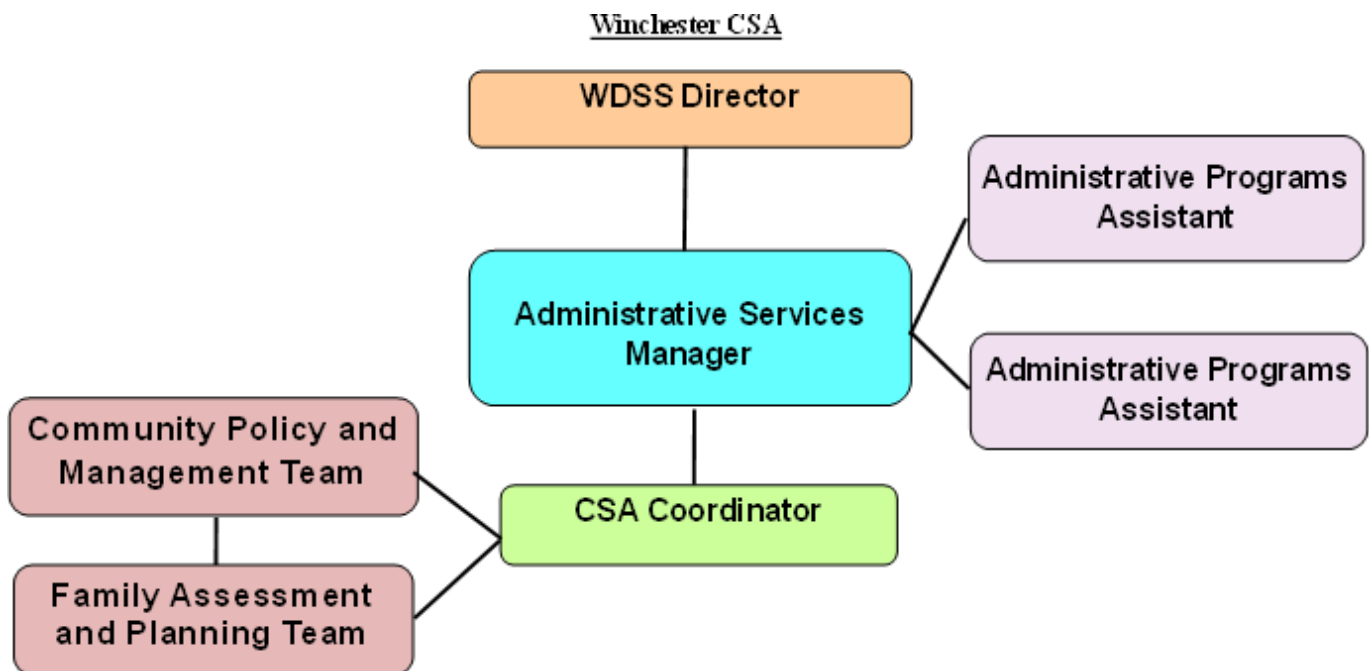 Winchester CSA
WDSS Director
Administrative Programs
Assistant
Administrative Services
Manager
Administrative Programs
Assistant
Community Policy and
Management Team
CSA Coordinator
Family Assessment
and Planning Team